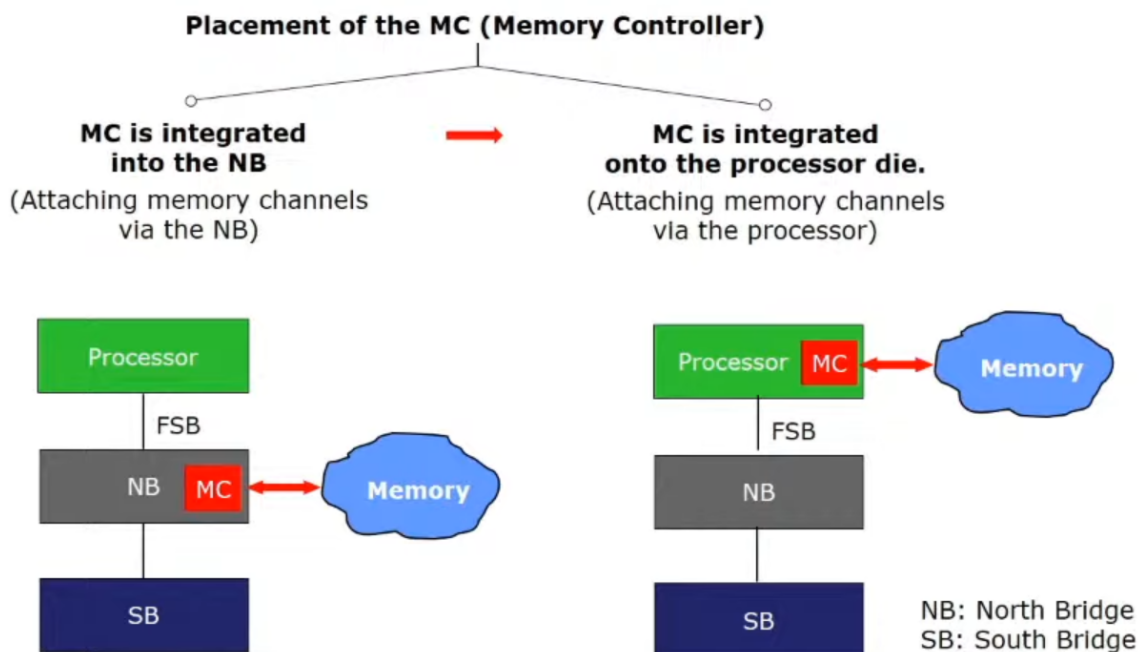 Placement of the MC (Memory Controller)
MC is integrated
into the NB
(Attaching memory channels
via the NB)
MC is integrated
onto the processor die.
(Attaching memory channels
via the processor)
Processor
FSB
NB
MC
Memory
SB
Processor
MC
Memory
FSB
NB
SB
NB: North Bridge
SB: South Bridge